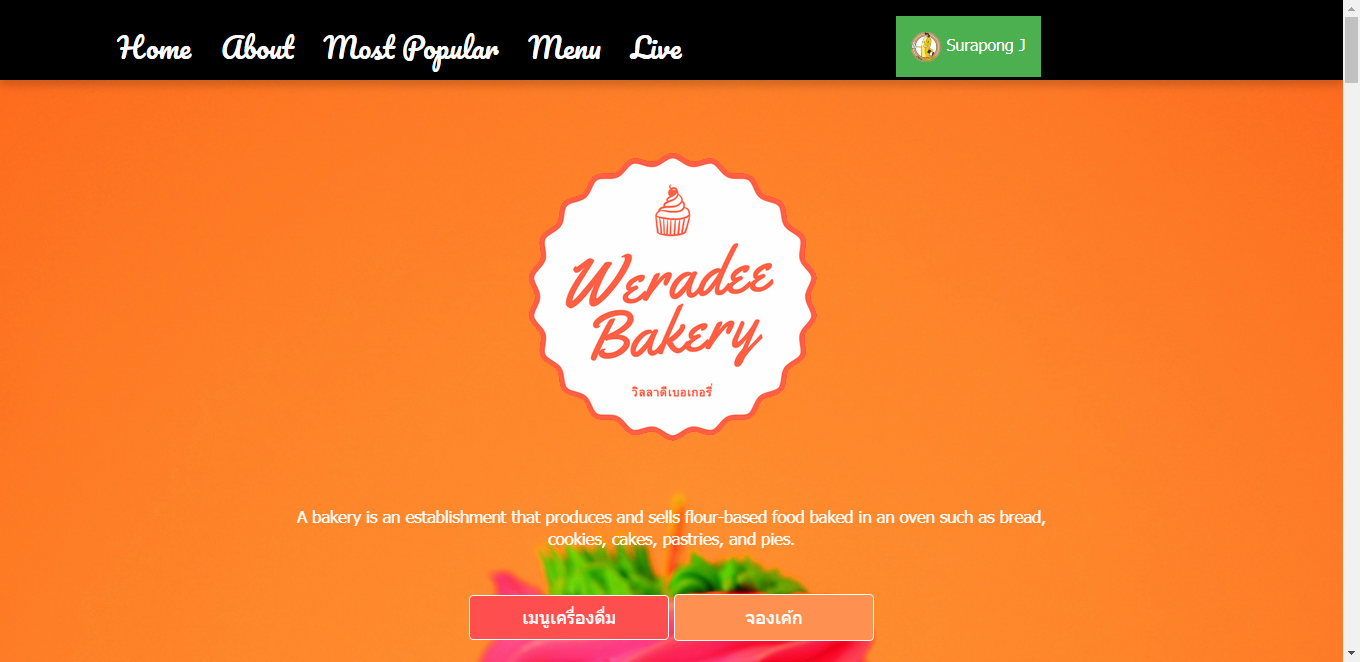 Home About Most Popular Menu Live
Surapong J
Weradee
Bakery
วิลลาดีเบอเกอรี่
A bakery is an establishment that produces and sells flour-based food baked in an oven such as bread,
cookies, cakes, pastries, and pies.
เมนูเครื่องดื่ม จองเค้ก